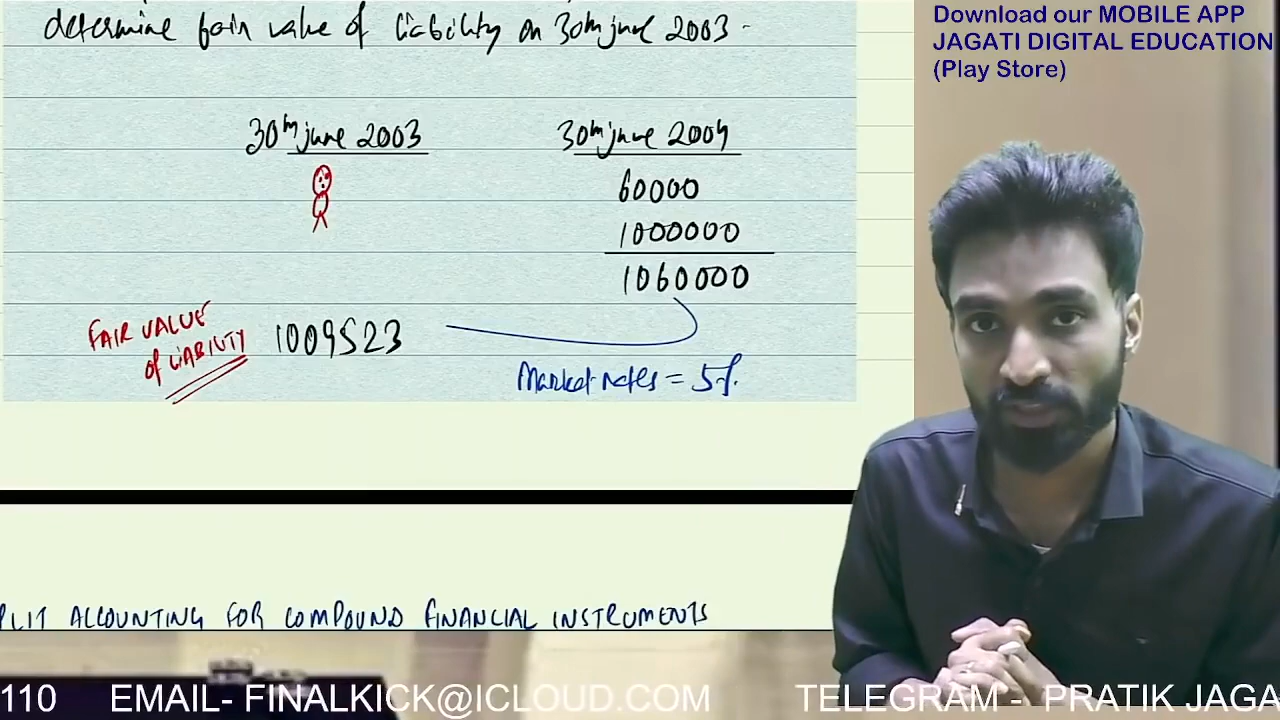 determine fair value of liability on 30th june 2003 -
Download our MOBILE APP
JAGATI DIGITAL EDUCATION
(Play Store)
30th june 2003
30th june 2004
60000
1000000
1060000
FAIR VALUE
of LIABILITY
1009523
Market rates = 5%.
PLIT ACCOUNTING FOR COMPOUND FINANCIAL INSTRUMENTS
110 EMAIL- FINALKICK@ICLOUD.COM TELEGRAM - PRATIK JAGA